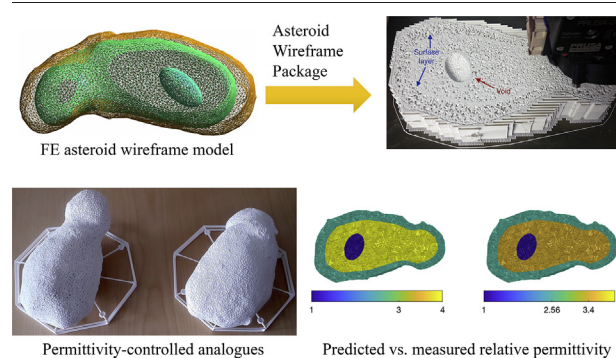 Asteroid
Wireframe
Package
FE asteroid wireframe model
PRUSA
Surface
layer
Void
1 3 4
1 2.56 3.4
Permittivity-controlled analogues
Predicted vs. measured relative permittivity